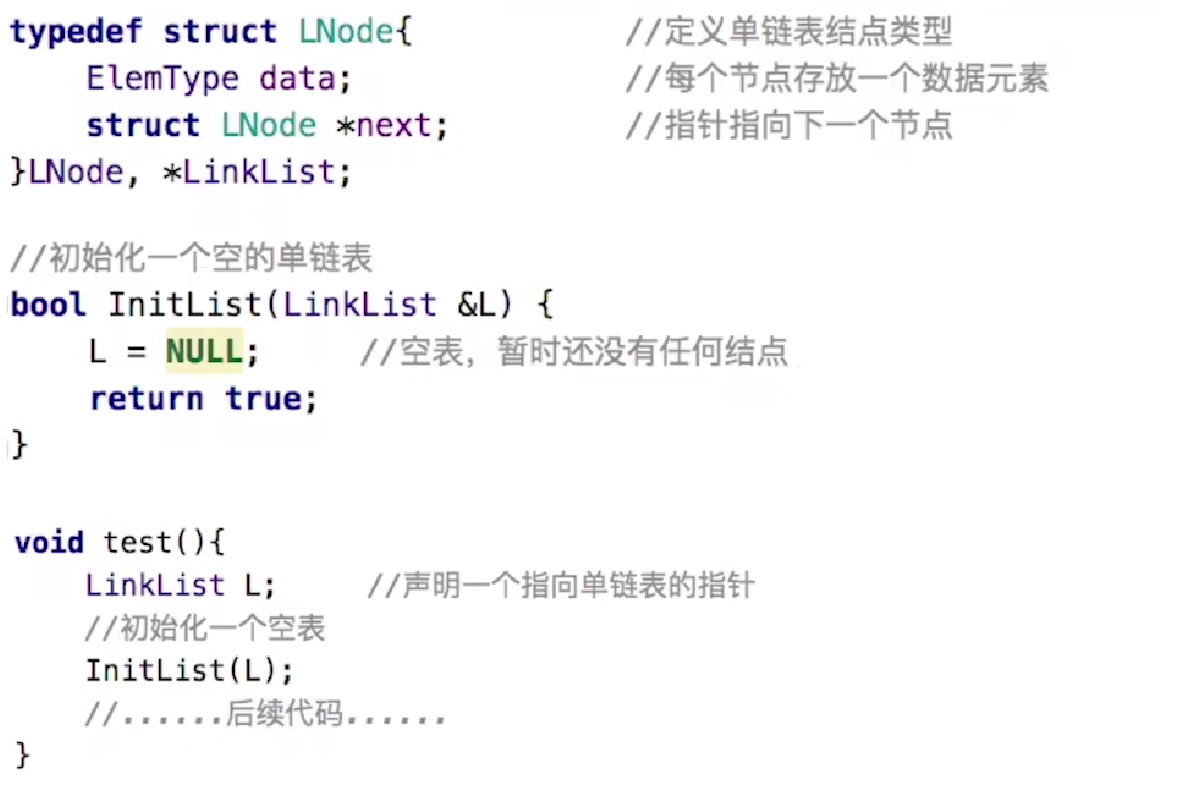 typedef struct LNode{ //定义单链表结点类型
ElemType data; //每个节点存放一个数据元素
struct LNode *next; //指针指向下一个节点
}LNode, *LinkList;
//初始化一个空的单链表
bool InitList(LinkList &L) {
L = NULL; //空表，暂时还没有任何结点
return true;
}
void test(){
LinkList L; //声明一个指向单链表的指针
//初始化一个空表
InitList(L);
//......后续代码......
}